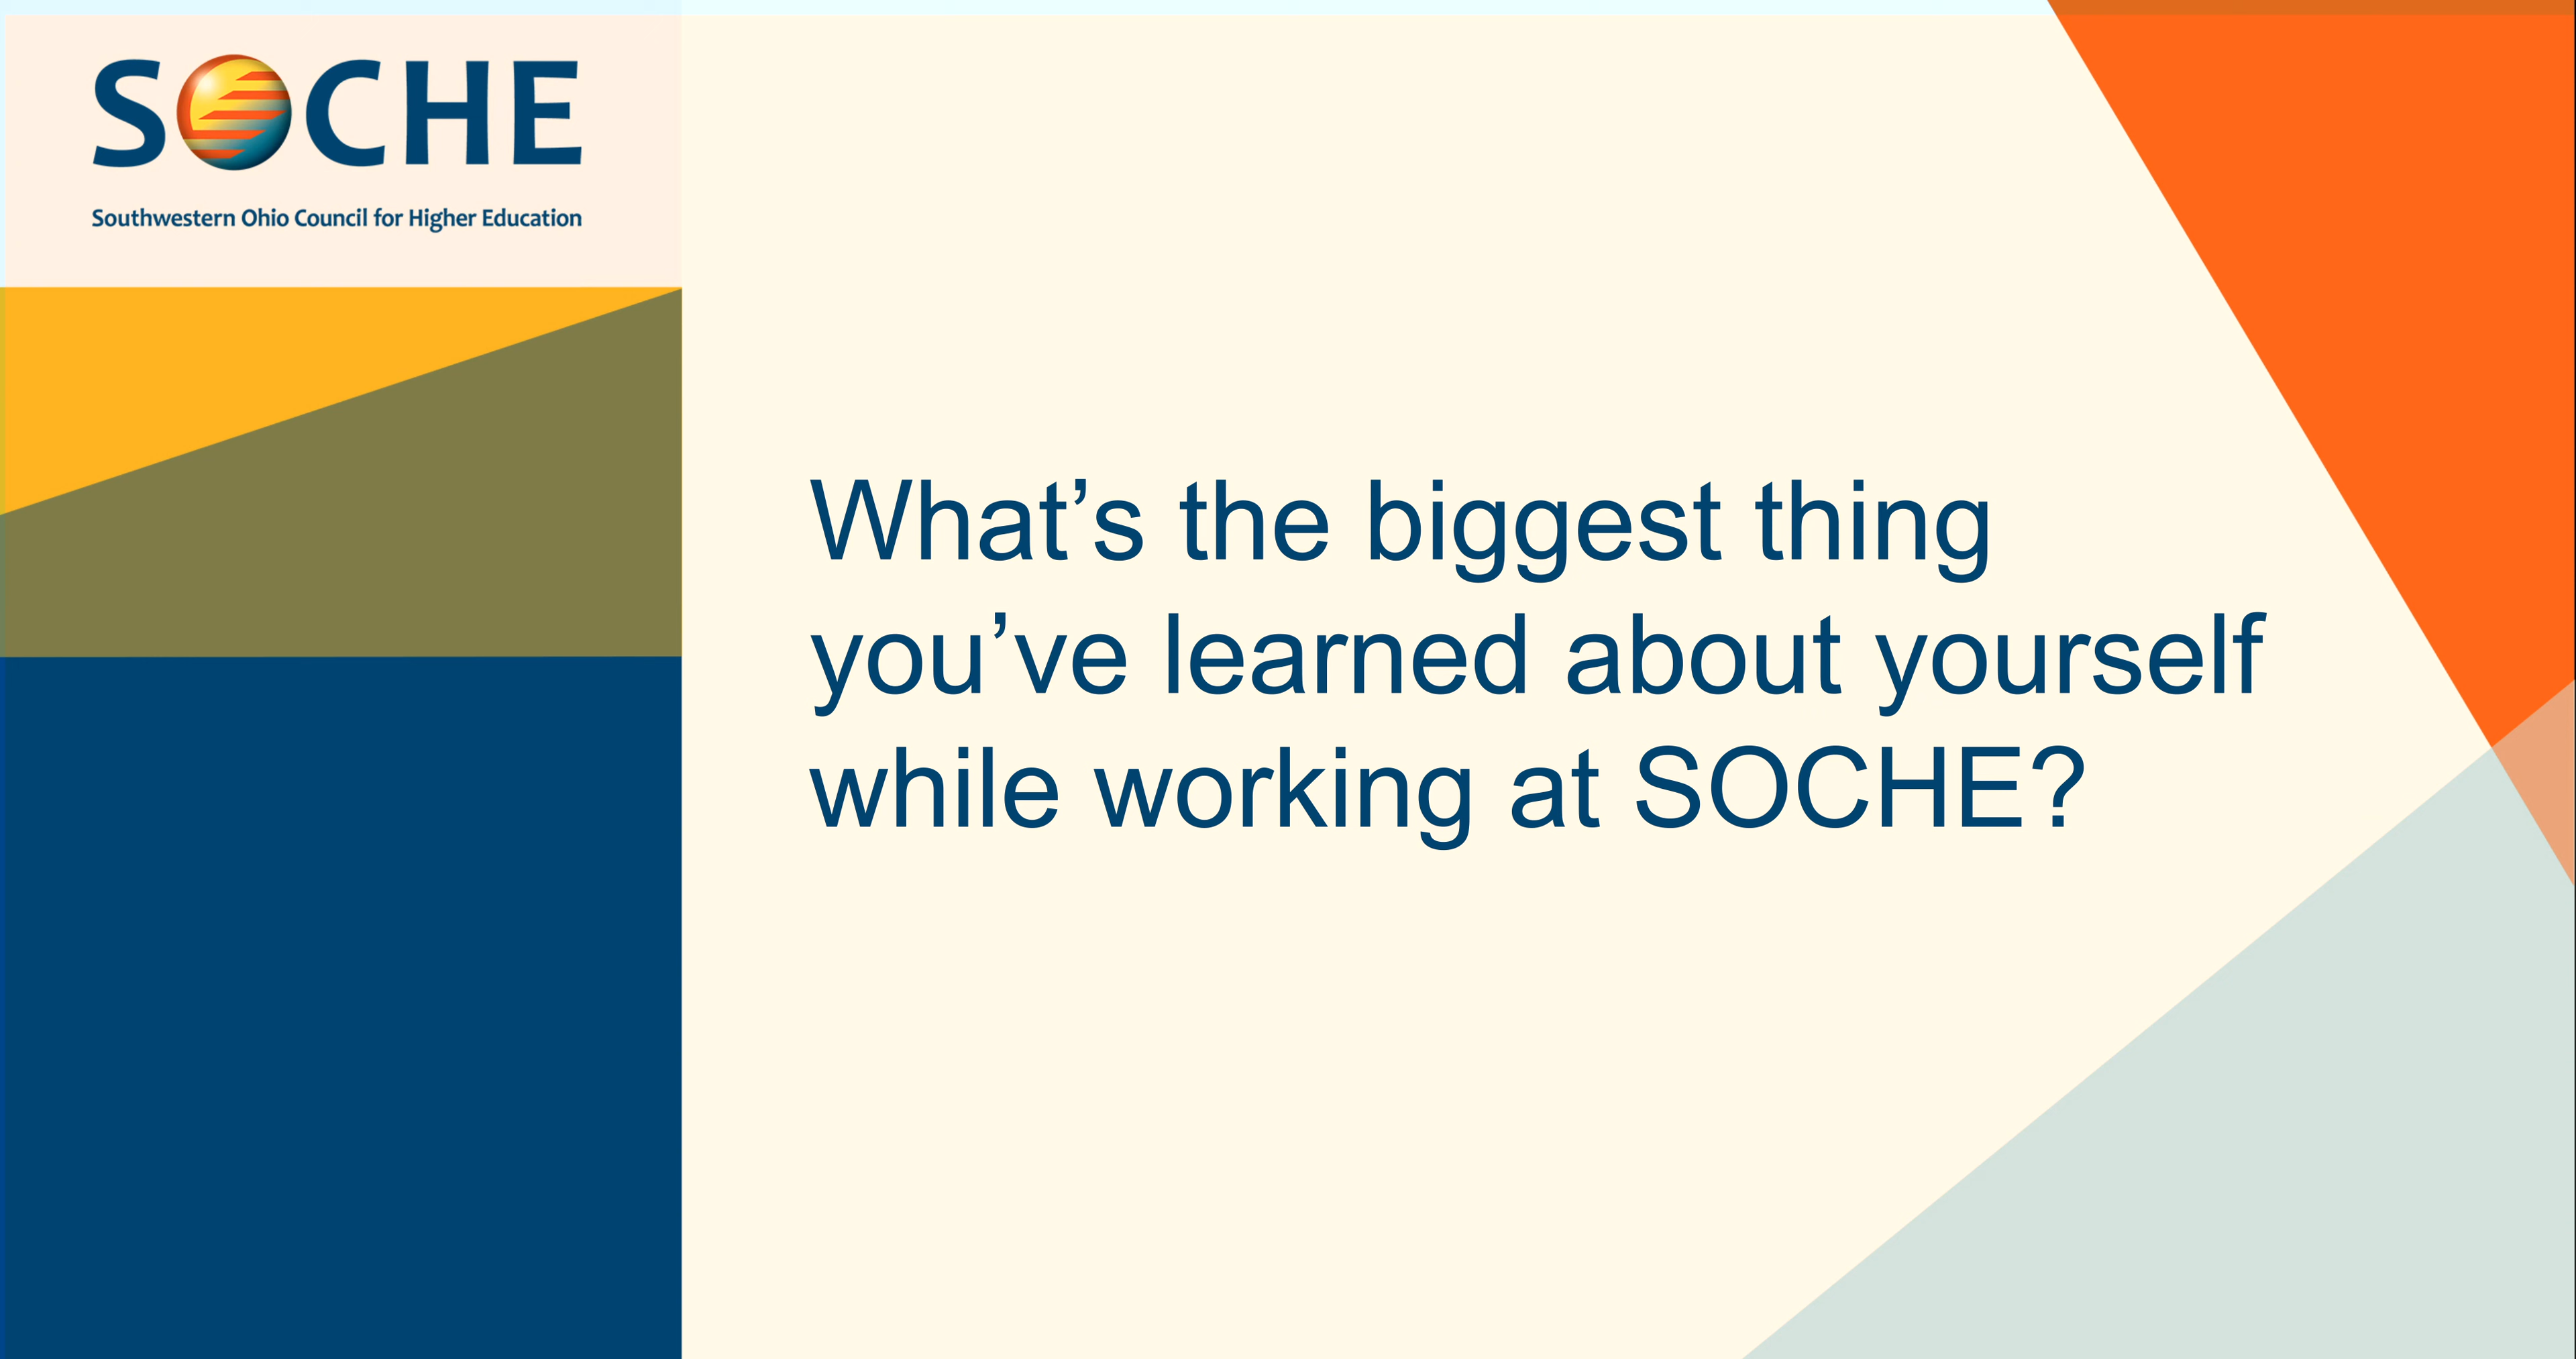 SOCHE
Southwestern Ohio Council for Higher Education
What’s the biggest thing
you’ve learned about yourself
while working at SOCHE?